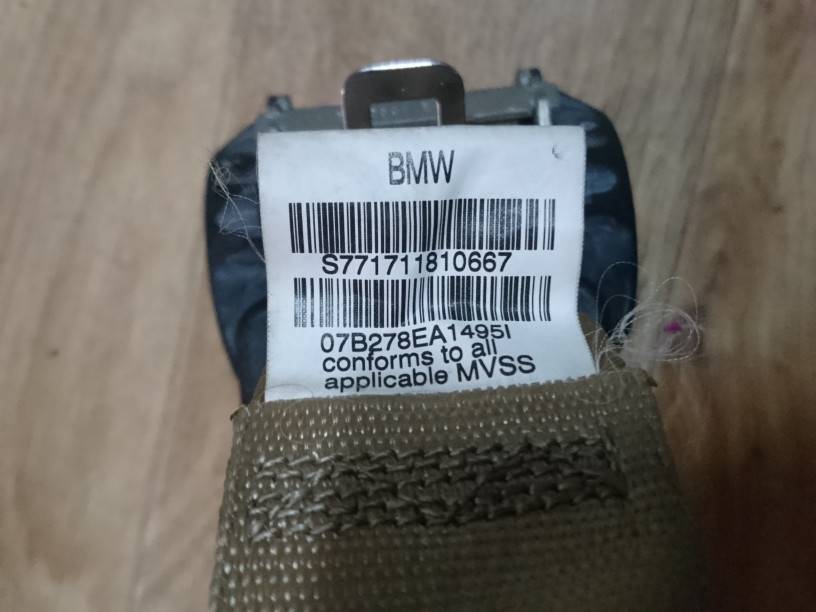 BMW
S771711810667
07B278EA1495I
conforms to all
applicable MVSS